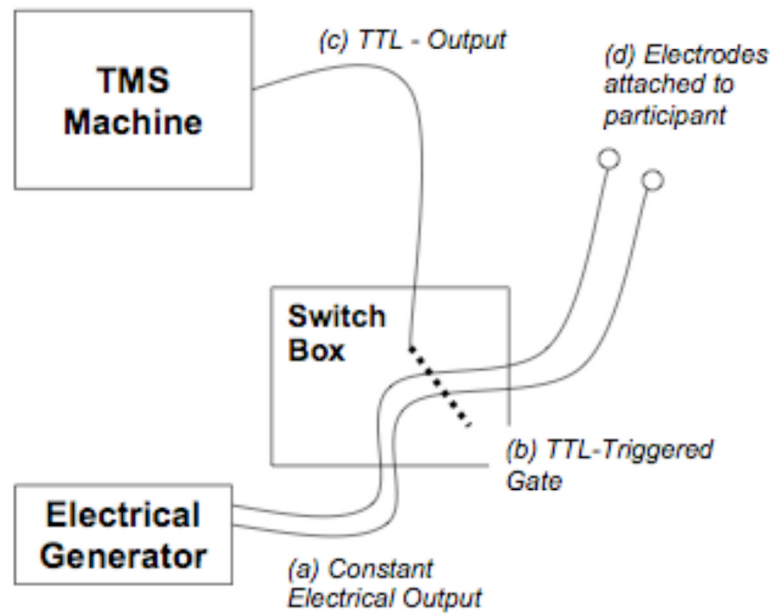 (c) TTL - Output
TMS
Machine
(d) Electrodes
attached to
participant
Switch
Box
(b) TTL-Triggered
Gate
Electrical
Generator
(a) Constant
Electrical Output